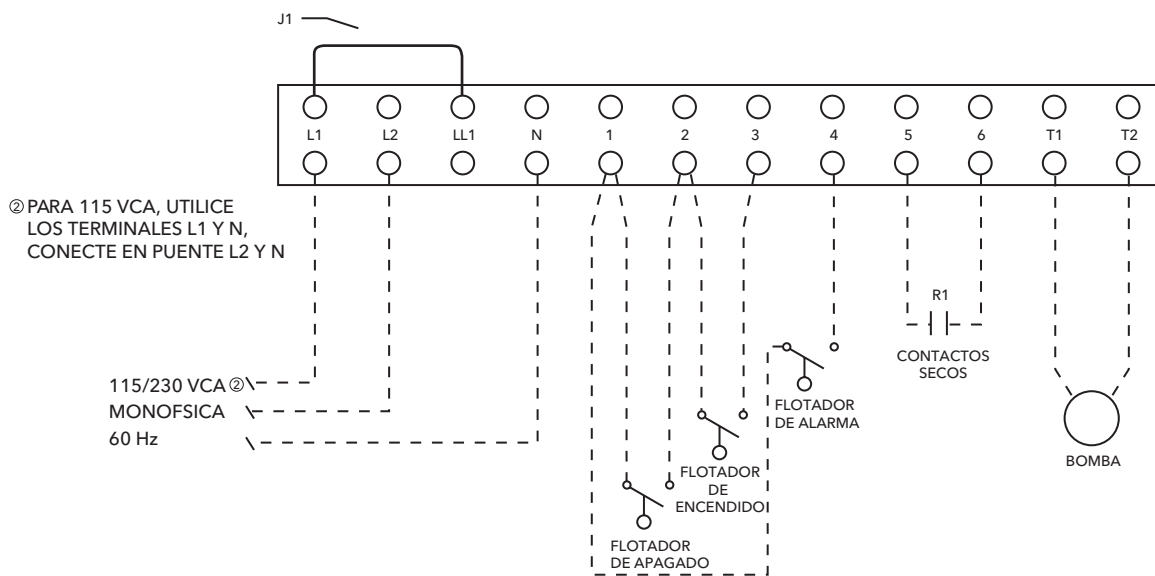 J1
L1 L2 LL1 N 1 2 3 4 5 6 T1 T2
② PARA 115 VCA, UTILICE
LOS TERMINALES L1 Y N,
CONECTE EN PUENTE L2 Y N
115/230 VCA ②
MONOFSICA
60 Hz
R1
CONTACTOS
SECOS
FLOTADOR
DE ALARMA
FLOTADOR
DE
ENCENDIDO
FLOTADOR
DE APAGADO
BOMBA